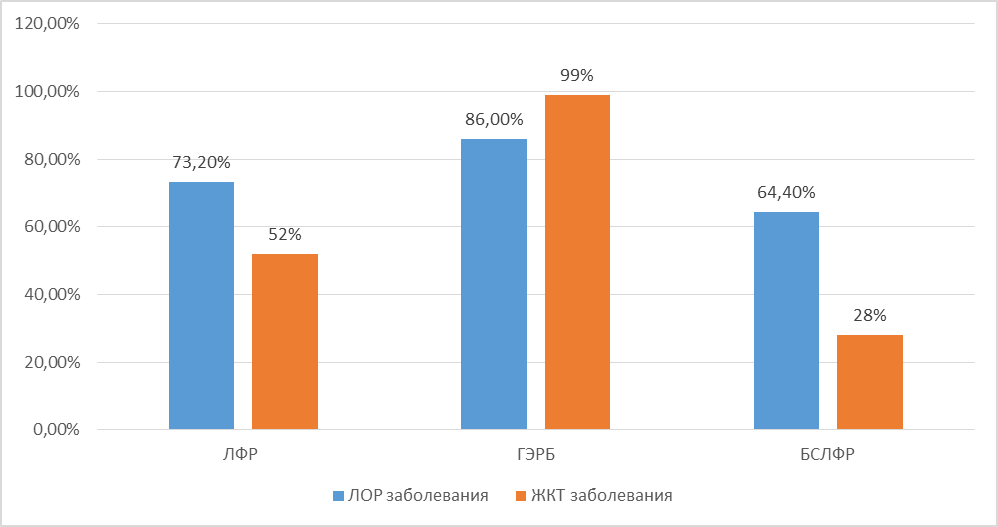 120,00%
100,00%
80,00%
60,00%
40,00%
20,00%
0,00%
73,20%
52%
86,00%
99%
64,40%
28%
ЛФР
ГЭРБ
БСЛФР
ЛОР заболевания
ЖКТ заболевания